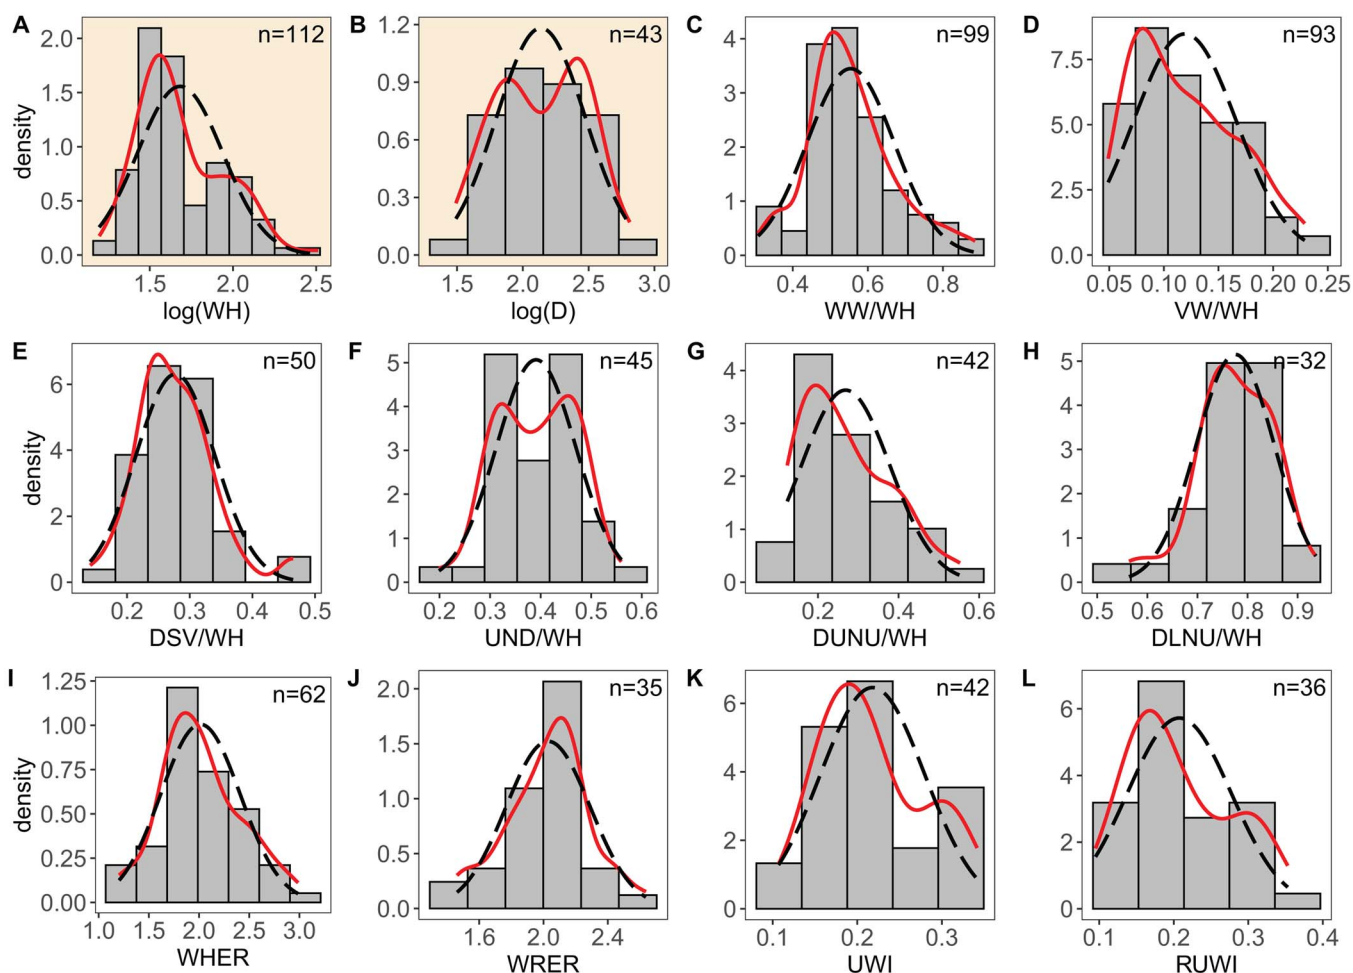 A
n=112
density
2.0
1.5
1.0
0.5
0.0
1.5
2.0
2.5
log(WH)
B
n=43
1.2
0.9
0.6
0.3
0.0
1.5
2.0
2.5
3.0
log(D)
C
n=99
4
3
2
1
0
0.4
0.6
0.8
WW/WH
D
n=93
7.5
5.0
2.5
0.0
0.05
0.10
0.15
0.20
0.25
VW/WH
E
n=50
density
6
4
2
0
0.2
0.3
0.4
0.5
DSV/WH
F
n=45
5
4
3
2
1
0
0.2
0.3
0.4
0.5
0.6
UND/WH
G
n=42
4
3
2
1
0
0.2
0.4
0.6
DUNU/WH
H
n=32
5
4
3
2
1
0
0.5
0.6
0.7
0.8
0.9
DLNU/WH
I
n=62
density
1.25
1.00
0.75
0.50
0.25
0.00
1.0
1.5
2.0
2.5
3.0
WHER
J
n=35
2.0
1.5
1.0
0.5
0.0
1.6
2.0
2.4
WRER
K
n=42
6
4
2
0
0.1
0.2
0.3
UWI
L
n=36
6
4
2
0
0.1
0.2
0.3
0.4
RUWI